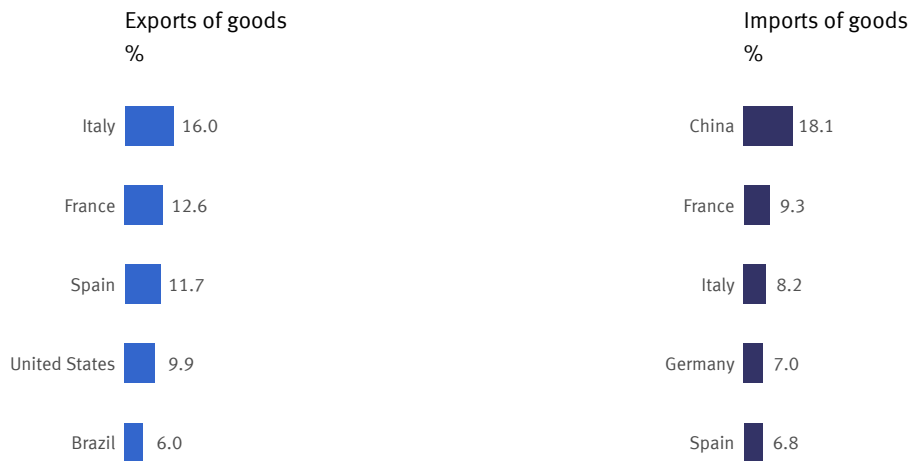 Exports of goods
%
Italy 16.0
France 12.6
Spain 11.7
United States 9.9
Brazil 6.0
Imports of goods
%
China 18.1
France 9.3
Italy 8.2
Germany 7.0
Spain 6.8